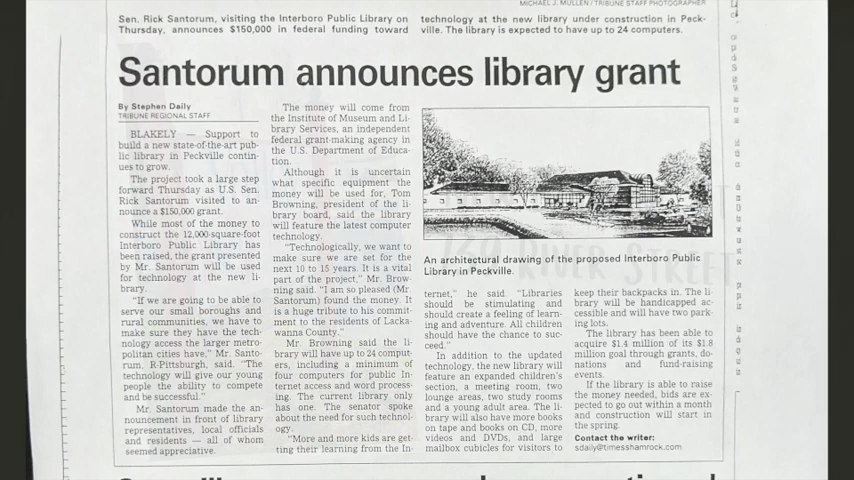 MICHAEL J. MULLEN / TRIBUNE STAFF PHOTOGRAPHER
Sen. Rick Santorum, visiting the Interboro Public Library on
Thursday, announces $150,000 in federal funding toward
technology at the new library under construction in Peck-
ville. The library is expected to have up to 24 computers.
Santorum announces library grant
By Stephen Daily
TRIBUNE REGIONAL STAFF
BLAKELY — Support to
build a new state-of-the-art pub-
lic library in Peckville contin-
ues to grow.
The project took a large step
forward Thursday as U.S. Sen.
Rick Santorum visited to an-
nounce a $150,000 grant.
While most of the money to
construct the 12,000-square-foot
Interboro Public Library has
been raised, the grant presented
by Mr. Santorum will be used
for technology at the new li-
brary.
"If we are going to be able to
serve our small boroughs and
rural communities, we have to
make sure they have the tech-
nology access the larger metro-
politan cities have," Mr. Santo-
rum, R-Pittsburgh, said. "The
technology will give our young
people the ability to compete
and be successful."
Mr. Santorum made the an-
nouncement in front of library
representatives, local officials
and residents — all of whom
seemed appreciative.
The money will come from
the Institute of Museum and Li-
brary Services, an independent
federal grant-making agency in
the U.S. Department of Educa-
tion.
Although it is uncertain
what specific equipment the
money will be used for, Tom
Browning, president of the li-
brary board, said the library
will feature the latest computer
technology.
"Technologically, we want to
make sure we are set for the
next 10 to 15 years. It is a vital
part of the project," Mr. Brow-
ning said. "I am so pleased (Mr.
Santorum) found the money. It
is a huge tribute to his commit-
ment to the residents of Lacka-
wanna County."
Mr. Browning said the li-
brary will have up to 24 comput-
ers, including a minimum of
four computers for public In-
ternet access and word process-
ing. The current library only
has one. The senator spoke
about the need for such technol-
ogy.
"More and more kids are get-
ting their learning from the In-
An architectural drawing of the proposed Interboro Public
Library in Peckville.
ternet," he said. "Libraries
should be stimulating and
should create a feeling of learn-
ing and adventure. All children
should have the chance to suc-
ceed."
In addition to the updated
technology, the new library will
feature an expanded children's
section, a meeting room, two
lounge areas, two study rooms
and a young adult area. The li-
brary will also have more books
on tape and books on CD, more
videos and DVDs, and large
mailbox cubicles for visitors to
keep their backpacks in. The li-
brary will be handicapped ac-
cessible and will have two park-
ing lots.
The library has been able to
acquire $1.4 million of its $1.8
million goal through grants, do-
nations and fund-raising
events.
If the library is able to raise
the money needed, bids are ex-
pected to go out within a month
and construction will start in
the spring.
Contact the writer:
sdaily@timesshamrock.com
RIVER STREET